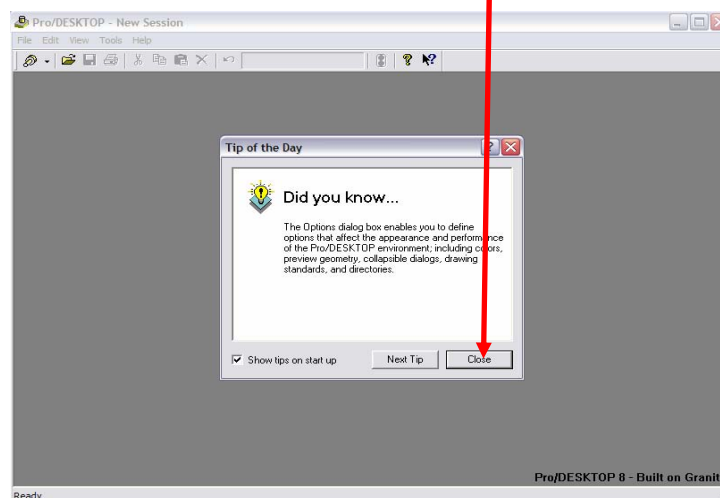 Pro/DESKTOP - New Session
File Edit View Tools Help
Tip of the Day
Did you know...
The Options dialog box enables you to define
options that affect the appearance and performance
of the Pro/DESKTOP environment; including colors,
preview geometry, collapsible dialogs, drawing
standards, and directories.
Show tips on start up Next Tip Close
Pro/DESKTOP 8 - Built on Granit
Ready